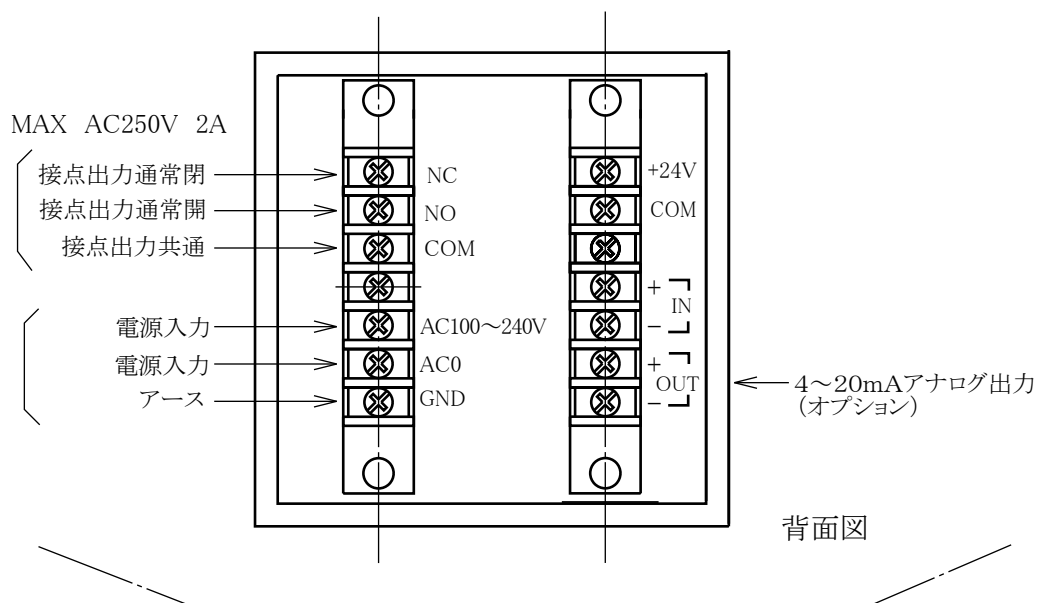 MAX AC250V 2A
接点出力通常閉
接点出力通常開
接点出力共通
電源入力
電源入力
アース
NC
NO
COM
AC100～240V
AC0
GND
+24V
COM
+
IN
−
+
OUT
−
4～20mAアナログ出力
(オプション)
背面図